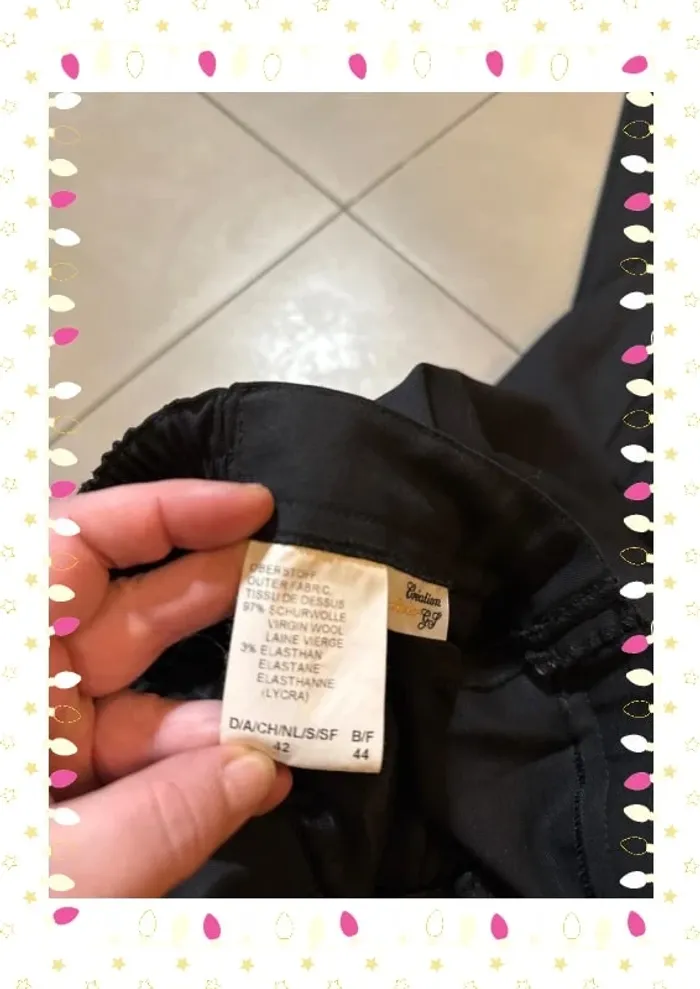 OBERSTOFF
OUTER FABRIC,
TISSU DE DESSUS
97% SCHURWOLLE
VIRGIN WOOL
LAINE VIERGE
3% ELASTHAN
ELASTANE
ELASTHANNE
(LYCRA)
D/A/CH/NL/S/SF B/F
42 44
Création